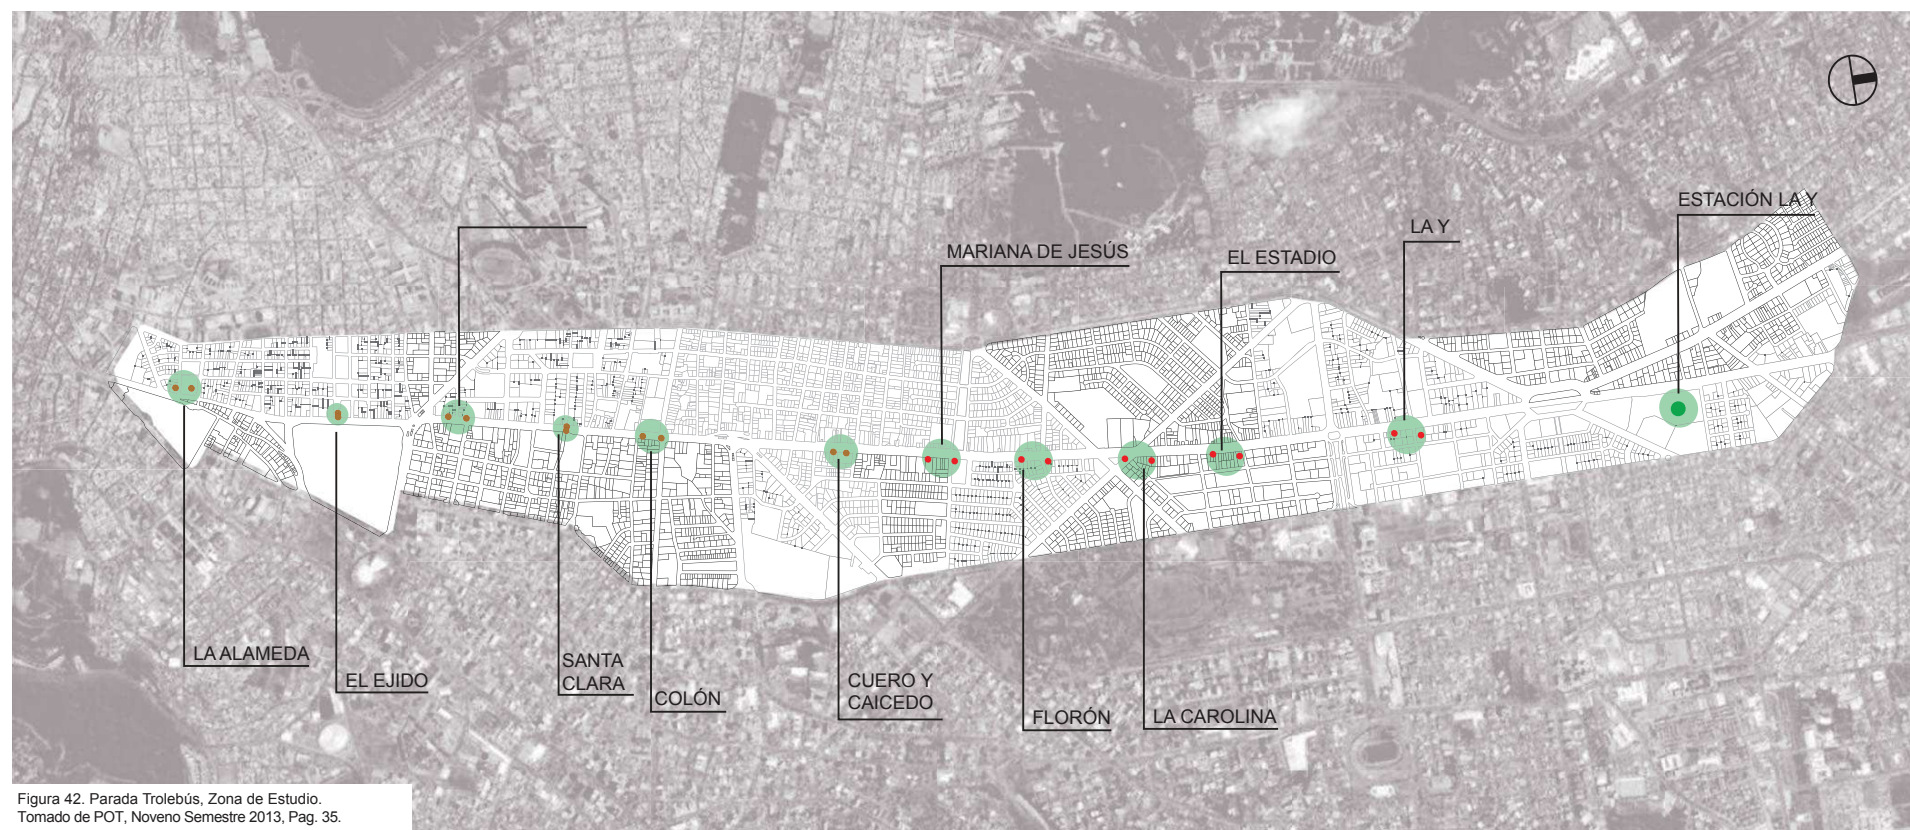 ESTACIÓN LA Y
LA Y
MARIANA DE JESÚS
EL ESTADIO
LA ALAMEDA
EL EJIDO
SANTA
CLARA
COLÓN
CUERO Y
CAICEDO
FLORÓN
LA CAROLINA
Figura 42. Parada Trolebús, Zona de Estudio.
Tomado de POT, Noveno Semestre 2013, Pag. 35.